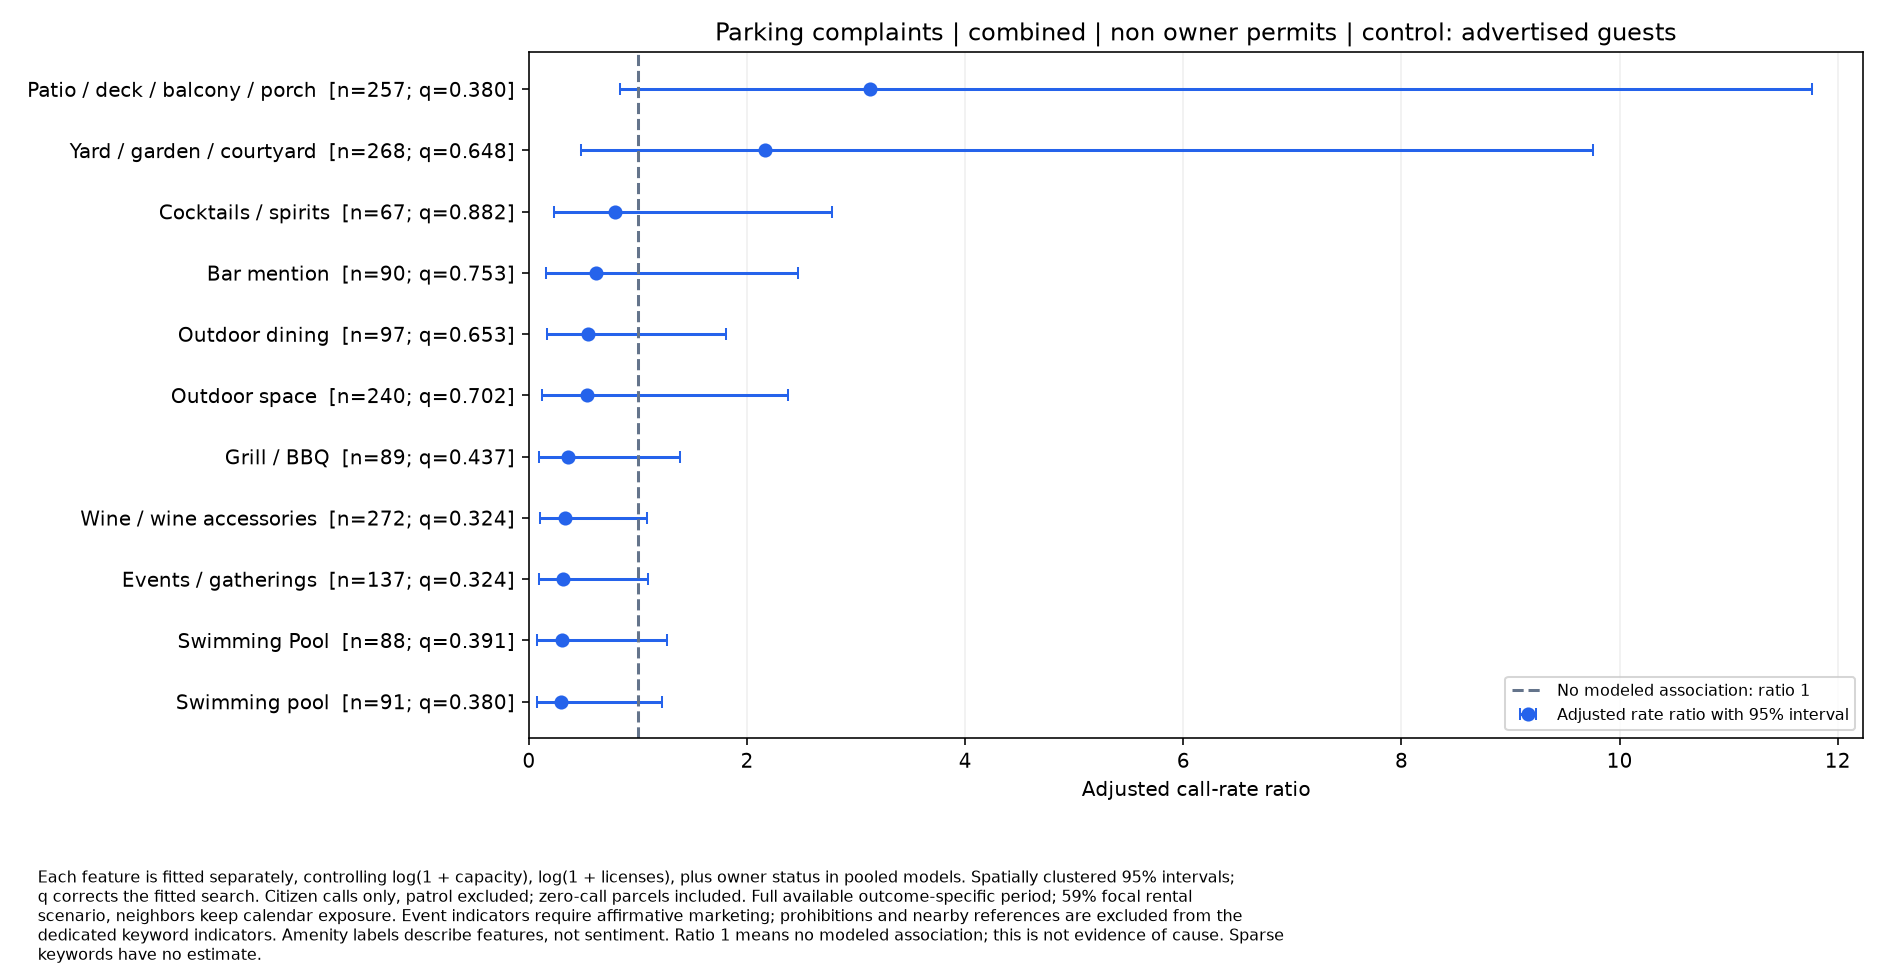 Parking complaints | combined | non owner permits | control: advertised guests
Patio / deck / balcony / porch [n=257; q=0.380]
Yard / garden / courtyard [n=268; q=0.648]
Cocktails / spirits [n=67; q=0.882]
Bar mention [n=90; q=0.753]
Outdoor dining [n=97; q=0.653]
Outdoor space [n=240; q=0.702]
Grill / BBQ [n=89; q=0.437]
Wine / wine accessories [n=272; q=0.324]
Events / gatherings [n=137; q=0.324]
Swimming Pool [n=88; q=0.391]
Swimming pool [n=91; q=0.380]
No modeled association: ratio 1
Adjusted rate ratio with 95% interval
0 2 4 6 8 10 12
Adjusted call-rate ratio
Each feature is fitted separately, controlling log(1 + capacity), log(1 + licenses), plus owner status in pooled models. Spatially clustered 95% intervals;
q corrects the fitted search. Citizen calls only, patrol excluded; zero-call parcels included. Full available outcome-specific period; 59% focal rental
scenario, neighbors keep calendar exposure. Event indicators require affirmative marketing; prohibitions and nearby references are excluded from the
dedicated keyword indicators. Amenity labels describe features, not sentiment. Ratio 1 means no modeled association; this is not evidence of cause. Sparse
keywords have no estimate.